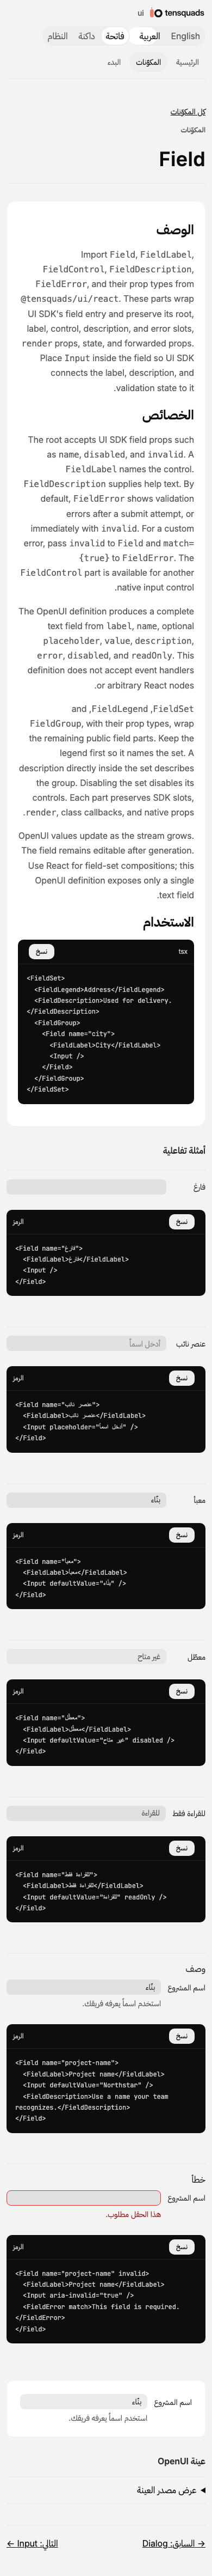 tensquads ui
English العربية فاتحة داكنة النظام
الرئيسية المكوّنات البدء
كل المكوّنات
المكوّنات
Field
الوصف
Import Field, FieldLabel,
FieldControl, FieldDescription,
FieldError, and their prop types from
@tensquads/ui/react. These parts wrap
UI SDK's field entry and preserve its root,
label, control, description, and error slots,
render props, state, and forwarded props.
Place Input inside the field so UI SDK
connects the label, description, and
validation state to it.
الخصائص
The root accepts UI SDK field props such
as name, disabled, and invalid. A
FieldLabel names the control.
FieldDescription supplies help text. By
default, FieldError shows validation
errors after a submit attempt, or
immediately with invalid. For a custom
error, pass invalid to Field and match=
{true} to FieldError. The
FieldControl part is available for another
native input control.
The OpenUI definition produces a complete
text field from label, name, optional
placeholder, value, description,
error, disabled, and readOnly. This
definition does not accept event handlers
or arbitrary React nodes.
FieldSet, FieldLegend, and
FieldGroup, with their prop types, wrap
the remaining public field parts. Keep the
legend first so it names the set. A
description directly inside the set describes
the group. Disabling the set disables its
controls. Each part preserves SDK slots,
render, class callbacks, and native props.
OpenUI values update as the stream grows.
The field remains editable after generation.
Use React for field-set compositions; this
OpenUI definition exposes only a single
text field.
الاستخدام
tsx نسخ
<FieldSet>
<FieldLegend>Address</FieldLegend>
<FieldDescription>Used for delivery.
</FieldDescription>
<FieldGroup>
<Field name="city">
<FieldLabel>City</FieldLabel>
<Input />
</Field>
</FieldGroup>
</FieldSet>
أمثلة تفاعلية
فارغ
نسخ الرمز
<Field name="فارغ">
<FieldLabel>فارغ</FieldLabel>
<Input />
</Field>
عنصر نائب أدخل اسماً
نسخ الرمز
<Field name="عنصر نائب">
<FieldLabel>عنصر نائب</FieldLabel>
<Input placeholder="أدخل اسماً" />
</Field>
معبأ بنّاء
نسخ الرمز
<Field name="معبأ">
<FieldLabel>معبأ</FieldLabel>
<Input defaultValue="بنّاء" />
</Field>
معطّل غير متاح
نسخ الرمز
<Field name="معطّل">
<FieldLabel>معطّل</FieldLabel>
<Input defaultValue="غير متاح" disabled />
</Field>
للقراءة فقط للقراءة
نسخ الرمز
<Field name="للقراءة فقط">
<FieldLabel>للقراءة فقط</FieldLabel>
<Input defaultValue="للقراءة" readOnly />
</Field>
وصف
اسم المشروع بنّاء
استخدم اسماً يعرفه فريقك.
نسخ الرمز
<Field name="project-name">
<FieldLabel>Project name</FieldLabel>
<Input defaultValue="Northstar" />
<FieldDescription>Use a name your team
recognizes.</FieldDescription>
</Field>
خطأ
اسم المشروع
هذا الحقل مطلوب.
نسخ الرمز
<Field name="project-name" invalid>
<FieldLabel>Project name</FieldLabel>
<Input aria-invalid="true" />
<FieldError match>This field is required.
</FieldError>
</Field>
اسم المشروع بنّاء
استخدم اسماً يعرفه فريقك.
عينة OpenUI
◀ عرض مصدر العينة
→ السابق: Dialog التالي: Input ←